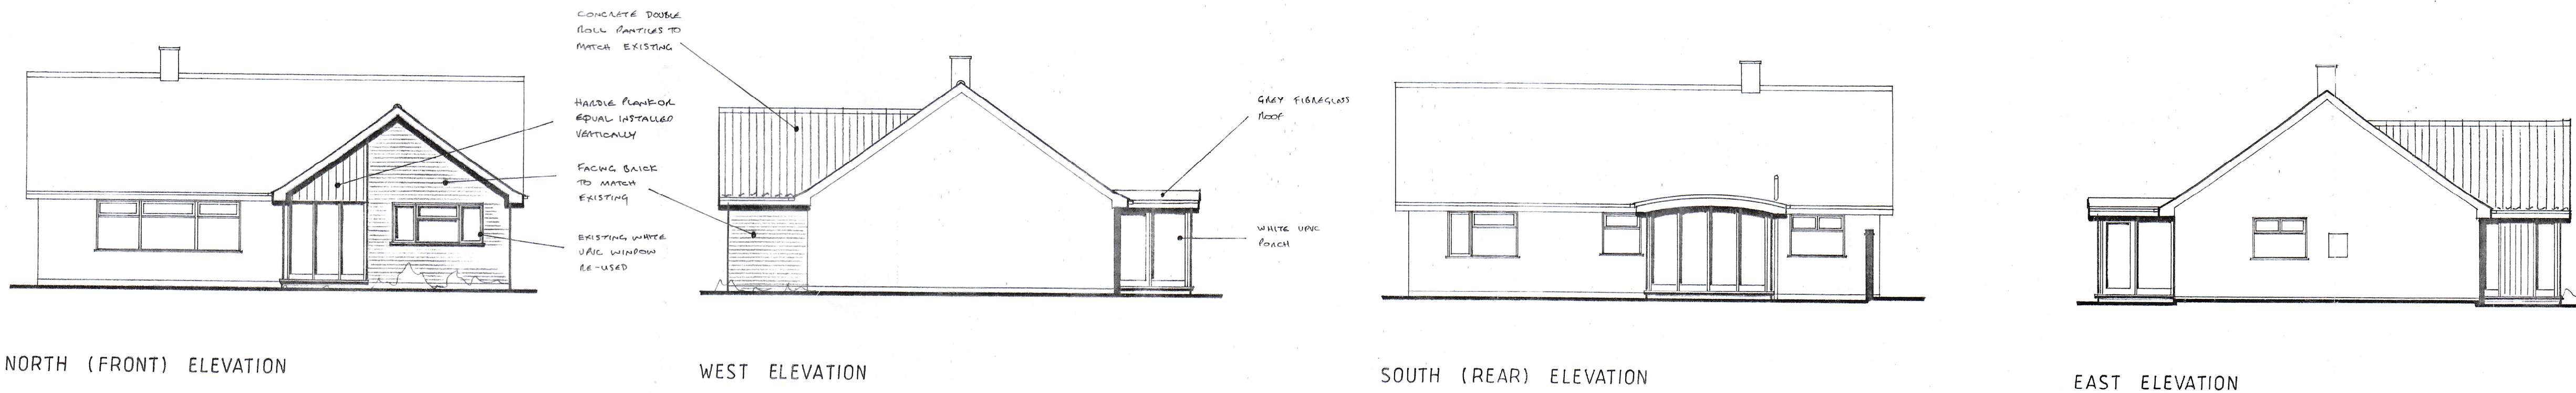 CONCRETE DOUBLE
ROLL PANTILES TO
MATCH EXISTING
HARDIE PLANK OR
EQUAL INSTALLED
VERTICALLY
FACING BRICK
TO MATCH
EXISTING
EXISTING WHITE
UPVC WINDOW
RE-USED
GREY FIBREGLASS
ROOF
WHITE UPVC
PORCH
NORTH (FRONT) ELEVATION
WEST ELEVATION
SOUTH (REAR) ELEVATION
EAST ELEVATION